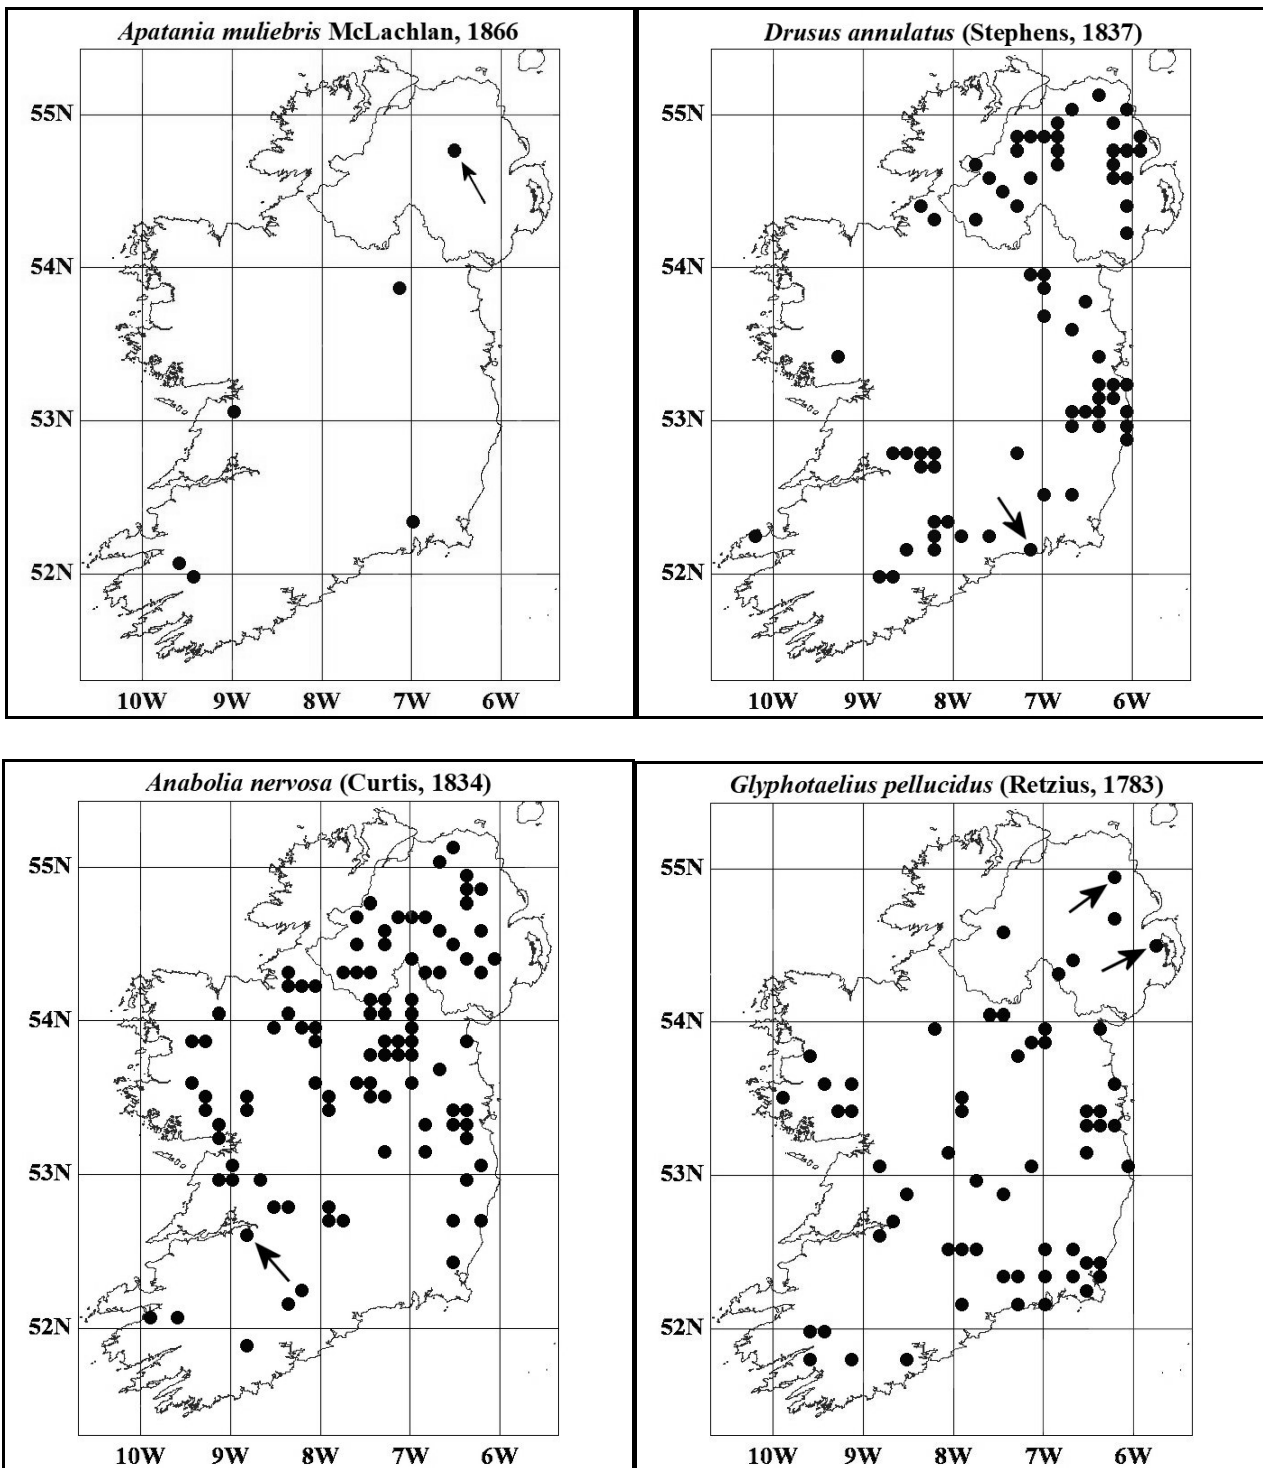 Apatania muliebris McLachlan, 1866
55N
54N
53N
52N
10W 9W 8W 7W 6W
Drusus annulatus (Stephens, 1837)
55N
54N
53N
52N
10W 9W 8W 7W 6W
Anabolia nervosa (Curtis, 1834)
55N
54N
53N
52N
10W 9W 8W 7W 6W
Glyphotaelius pellucidus (Retzius, 1783)
55N
54N
53N
52N
10W 9W 8W 7W 6W